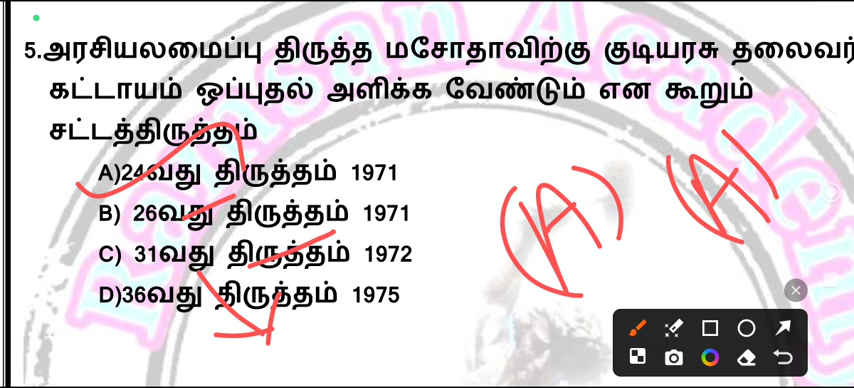 5.அரசியலமைப்பு திருத்த மசோதாவிற்கு குடியரசு தலைவர்
கட்டாயம் ஒப்புதல் அளிக்க வேண்டும் என கூறும்
சட்டத்திருத்தம்
A)24வது திருத்தம் 1971
B) 26வது திருத்தம் 1971
C) 31வது திருத்தம் 1972
D)36வது திருத்தம் 1975
(A) (A)